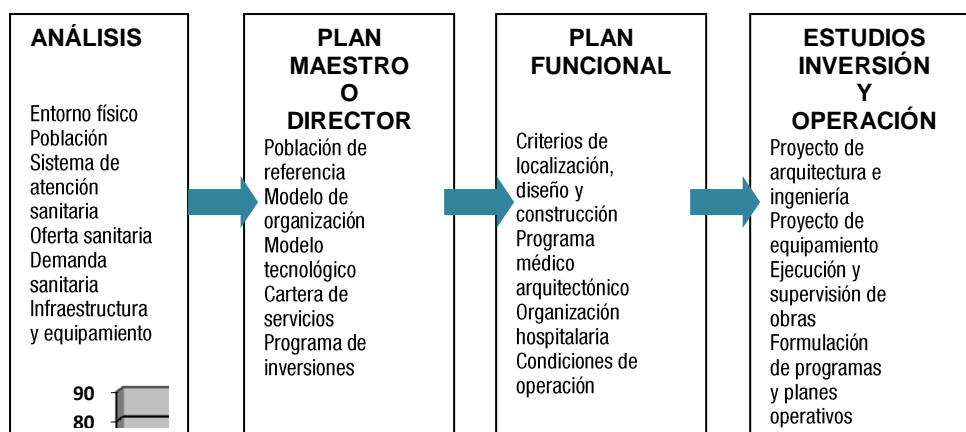 ANÁLISIS
Entorno físico
Población
Sistema de
atención
sanitaria
Oferta sanitaria
Demanda
sanitaria
Infraestructura
y equipamiento
90
80
PLAN
MAESTRO
O
DIRECTOR
Población de
referencia
Modelo de
organización
Modelo
tecnológico
Cartera de
servicios
Programa de
inversiones
PLAN
FUNCIONAL
Criterios de
localización,
diseño y
construcción
Programa
médico
arquitectónico
Organización
hospitalaria
Condiciones de
operación
ESTUDIOS
INVERSIÓN
Y
OPERACIÓN
Proyecto de
arquitectura e
ingeniería
Proyecto de
equipamiento
Ejecución y
supervisión de
obras
Formulación
de programas
y planes
operativos